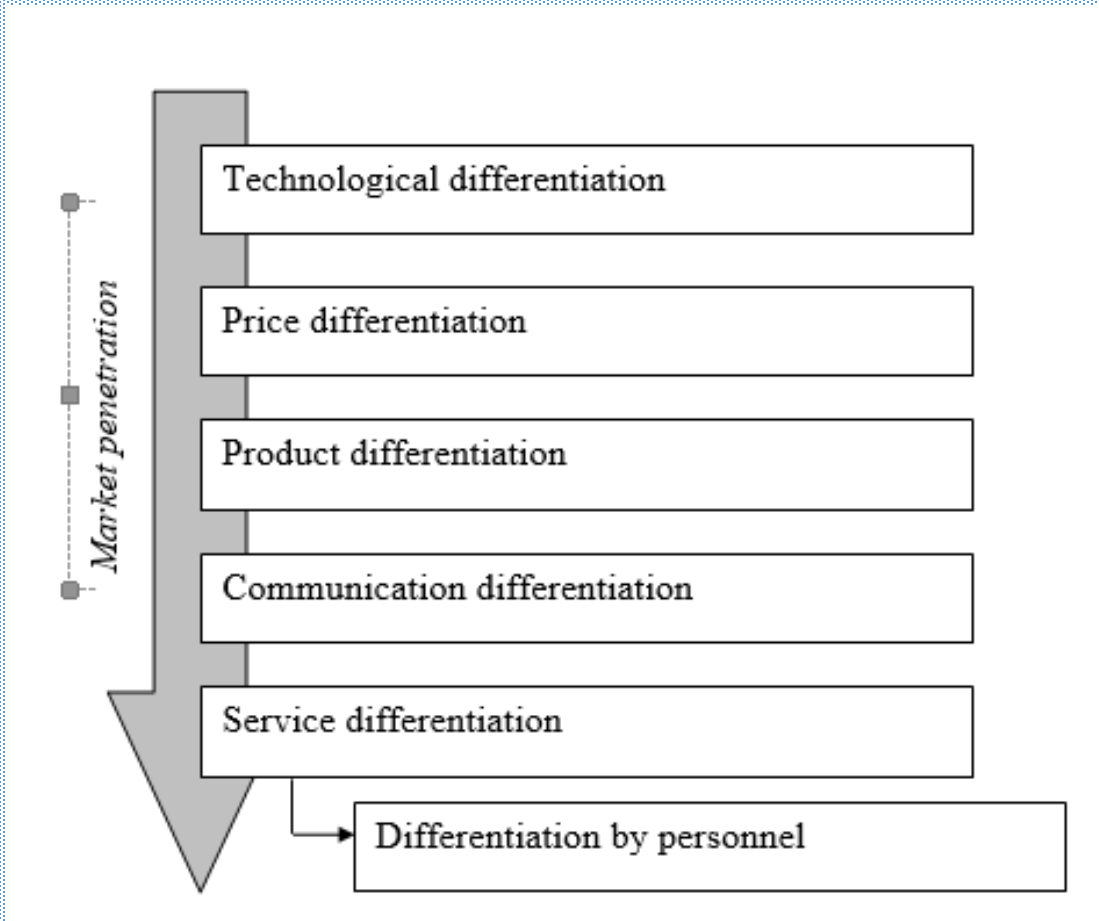 Technological differentiation
Price differentiation
Market penetration
Product differentiation
Communication differentiation
Service differentiation
Differentiation by personnel